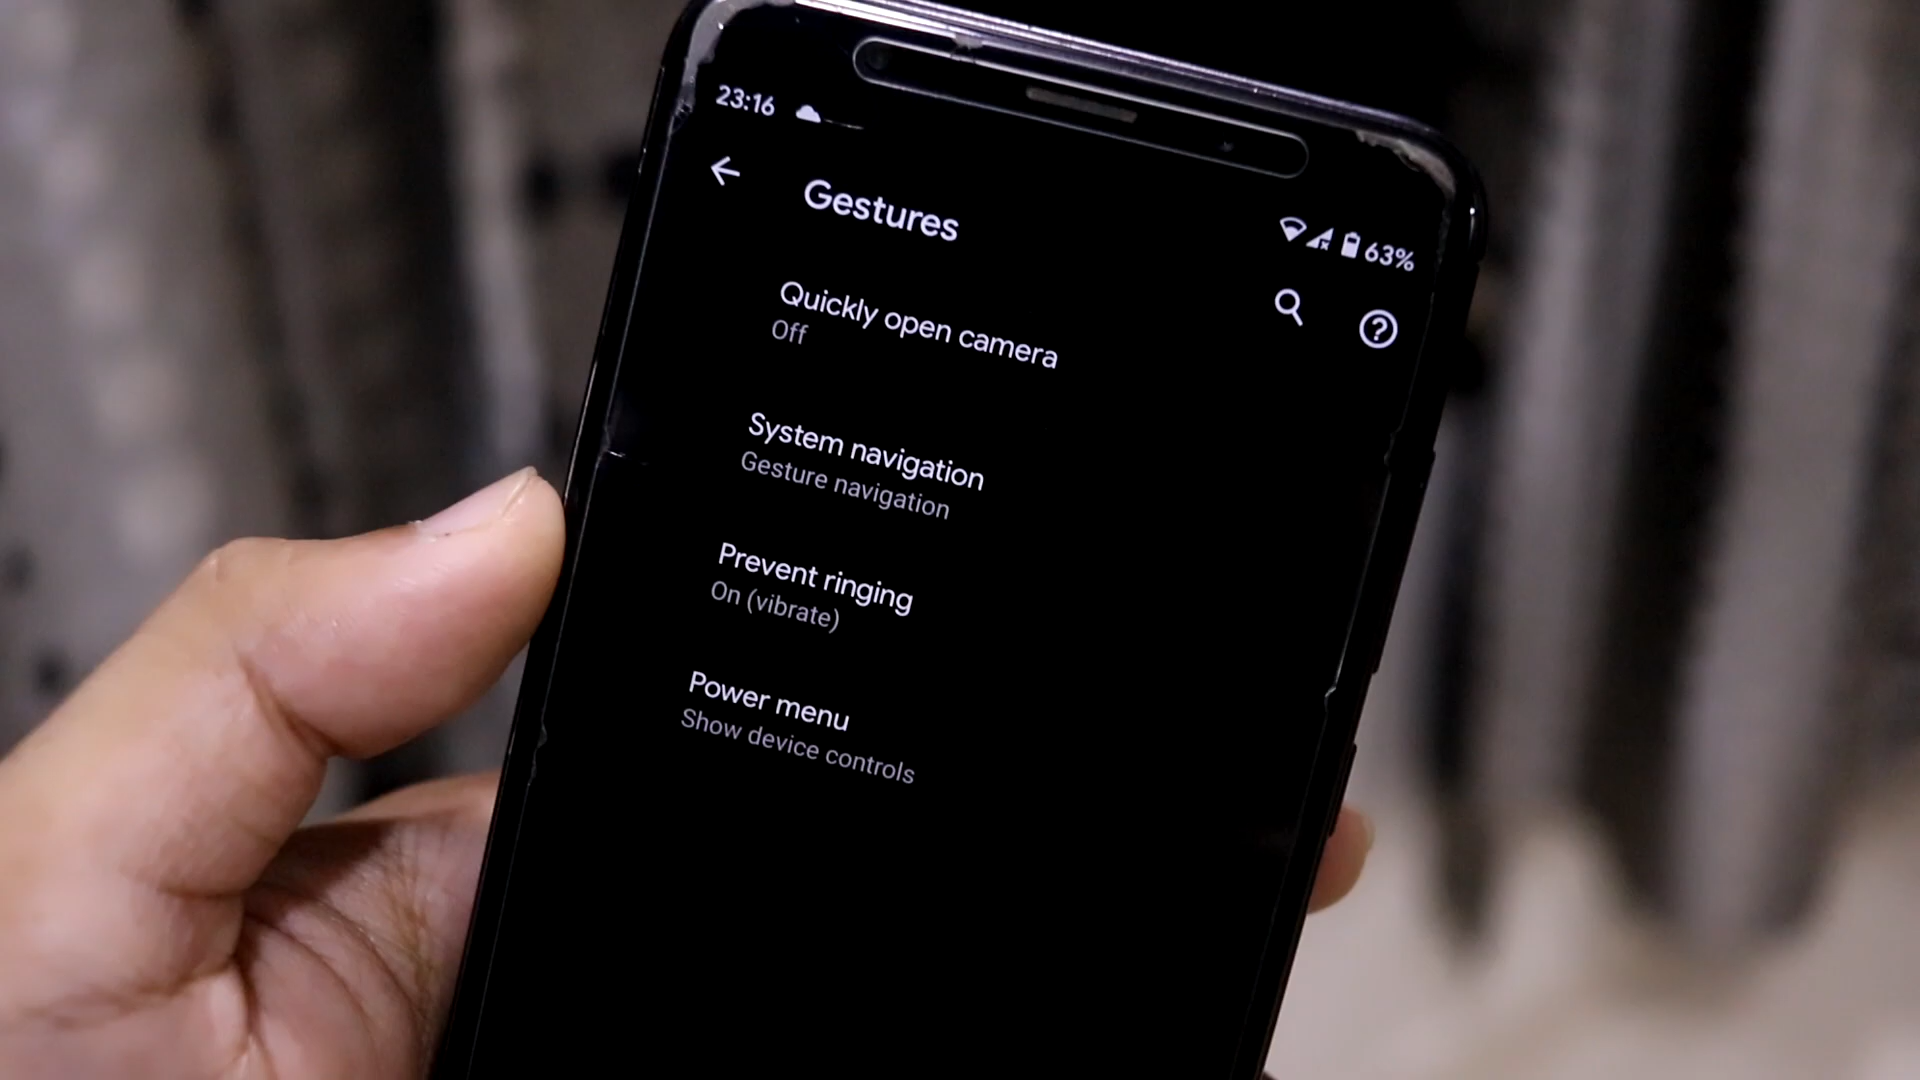 23:16
63%
Gestures
Quickly open camera
Off
System navigation
Gesture navigation
Prevent ringing
On (vibrate)
Power menu
Show device controls